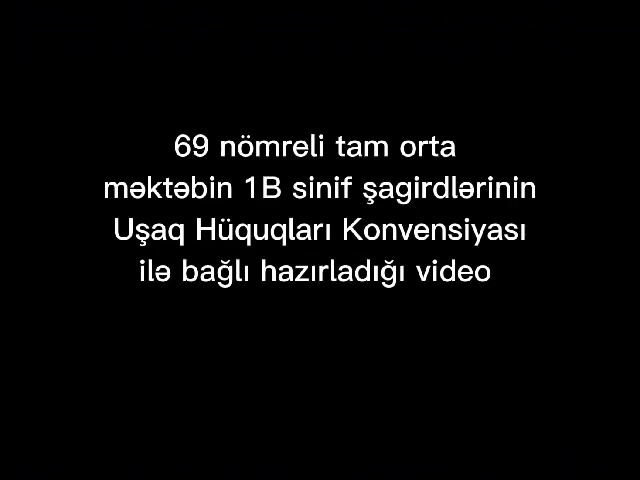 69 nömreli tam orta
məktəbin 1B sinif şagirdlərinin
Uşaq Hüquqları Konvensiyası
ilə bağlı hazırladığı video